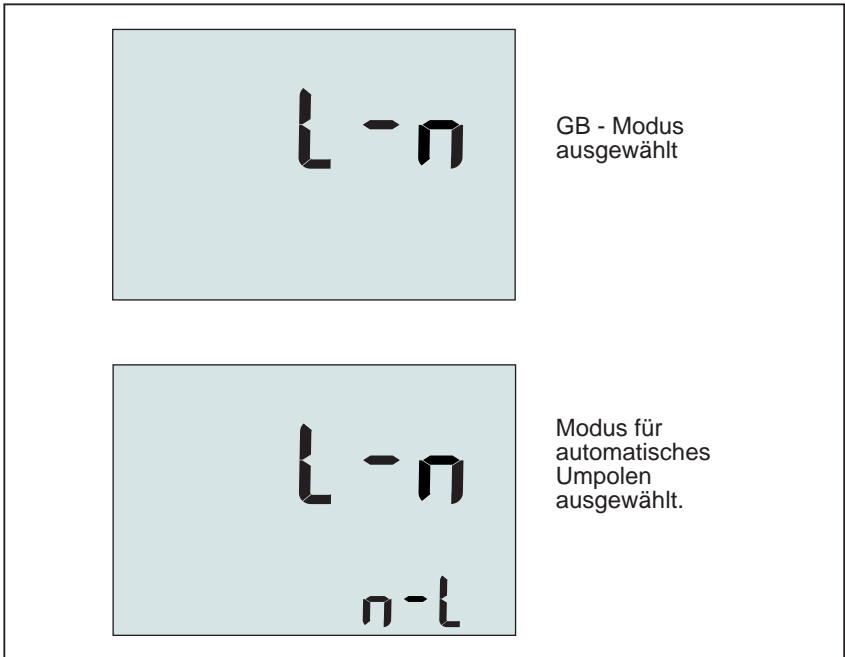 L-n
GB - Modus
ausgewählt
L-n
Modus für
automatisches
Umpolen
ausgewählt.
n-L